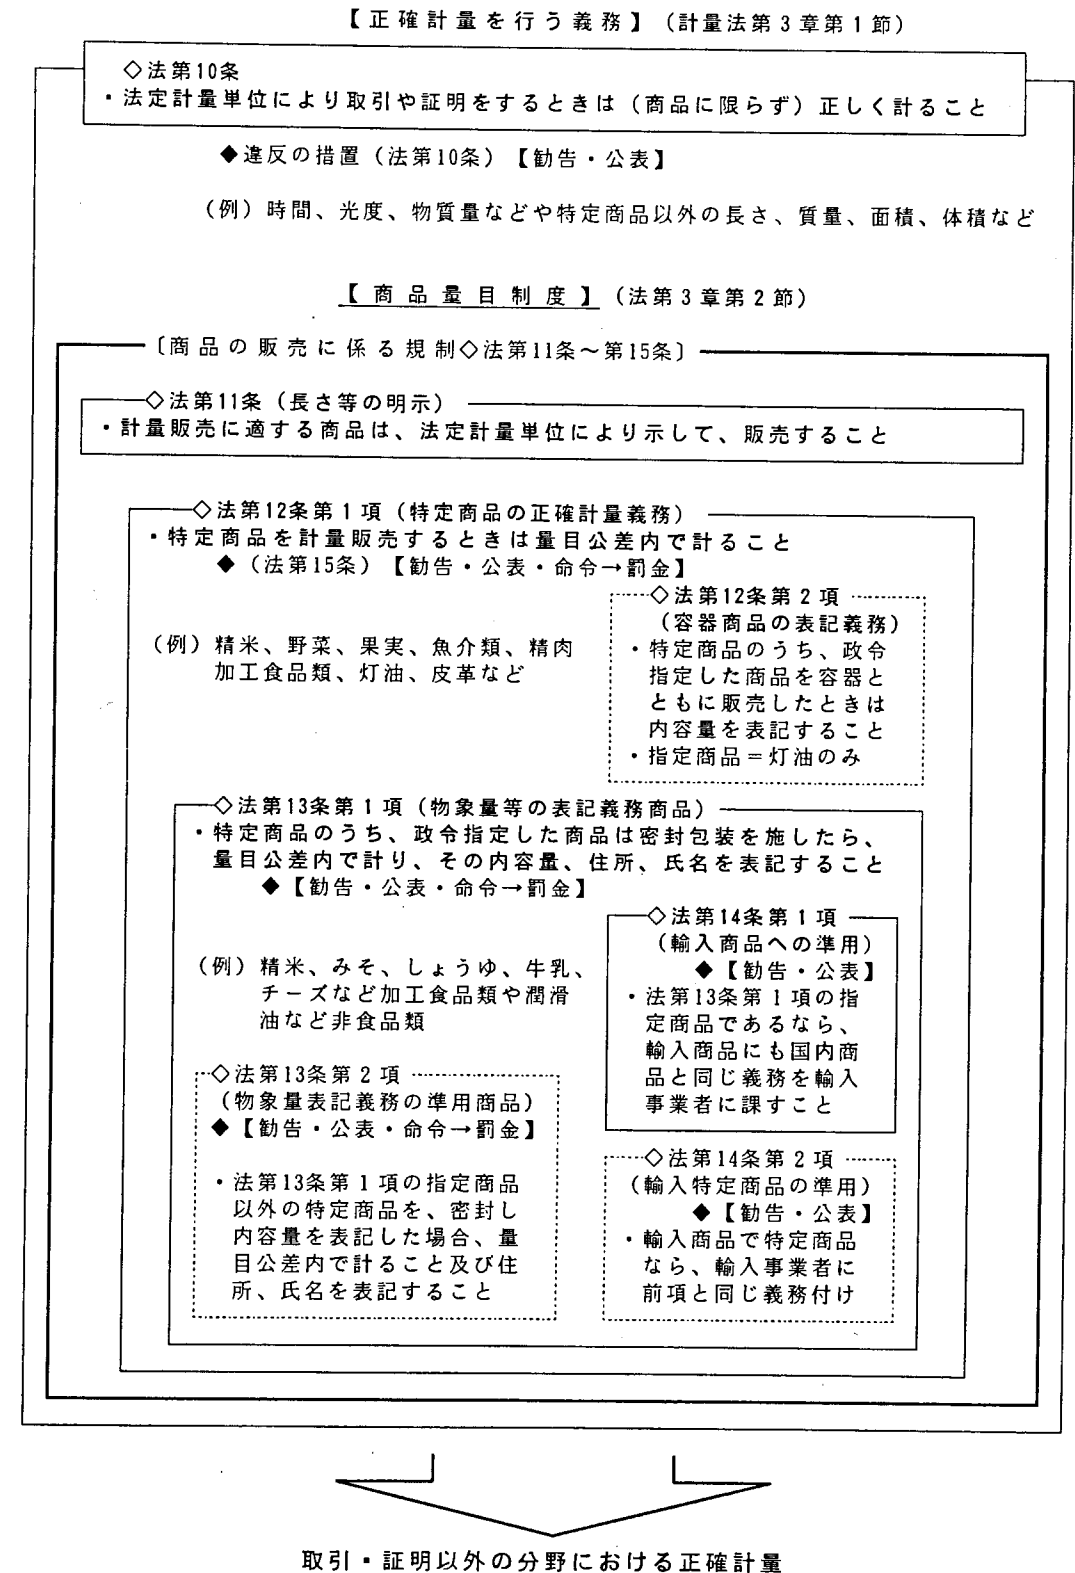 【正確計量を行う義務】(計量法第3章第1節)
◇法第10条
・法定計量単位により取引や証明をするときは(商品に限らず)正しく計ること
◆違反の措置(法第10条)【勧告・公表】
(例)時間、光度、物質量などや特定商品以外の長さ、質量、面積、体積など
【商品量目制度】(法第3章第2節)
〔商品の販売に係る規制◇法第11条～第15条〕
◇法第11条(長さ等の明示)
・計量販売に適する商品は、法定計量単位により示して、販売すること
◇法第12条第1項(特定商品の正確計量義務)
・特定商品を計量販売するときは量目公差内で計ること
◆(法第15条)【勧告・公表・命令→罰金】
(例)精米、野菜、果実、魚介類、精肉
加工食品類、灯油、皮革など
◇法第12条第2項
(容器商品の表記義務)
・特定商品のうち、政令
指定した商品を容器と
ともに販売したときは
内容量を表記すること
・指定商品=灯油のみ
◇法第13条第1項(物象量等の表記義務商品)
・特定商品のうち、政令指定した商品は密封包装を施したら、
量目公差内で計り、その内容量、住所、氏名を表記すること
◆【勧告・公表・命令→罰金】
(例)精米、みそ、しょうゆ、牛乳、
チーズなど加工食品類や潤滑
油など非食品類
◇法第14条第1項
(輸入商品への準用)
◆【勧告・公表】
・法第13条第1項の指
定商品であるなら、
輸入商品にも国内商
品と同じ義務を輸入
事業者に課すこと
◇法第13条第2項
(物象量表記義務の準用商品)
◆【勧告・公表・命令→罰金】
・法第13条第1項の指定商品
以外の特定商品を、密封し
内容量を表記した場合、量
目公差内で計ること及び住
所、氏名を表記すること
◇法第14条第2項
(輸入特定商品の準用)
◆【勧告・公表】
・輸入商品で特定商品
なら、輸入事業者に
前項と同じ義務付け
取引・証明以外の分野における正確計量